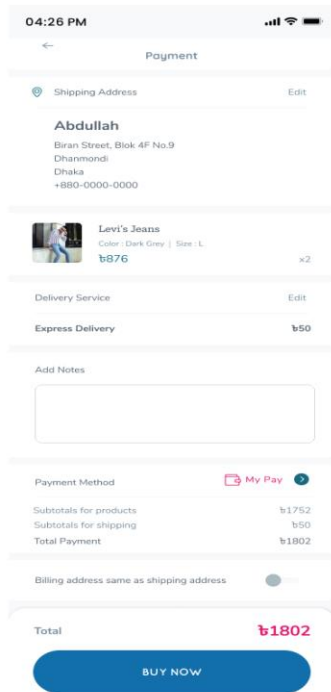 04:26 PM
Payment
Shipping Address Edit
Abdullah
Biran Street, Blok 4F No.9
Dhanmondi
Dhaka
+880-0000-0000
Levi's Jeans
Color : Dark Grey | Size : L
৳876 x2
Delivery Service Edit
Express Delivery ৳50
Add Notes
Payment Method My Pay
Subtotals for products ৳1752
Subtotals for shipping ৳50
Total Payment ৳1802
Billing address same as shipping address
Total ৳1802
BUY NOW